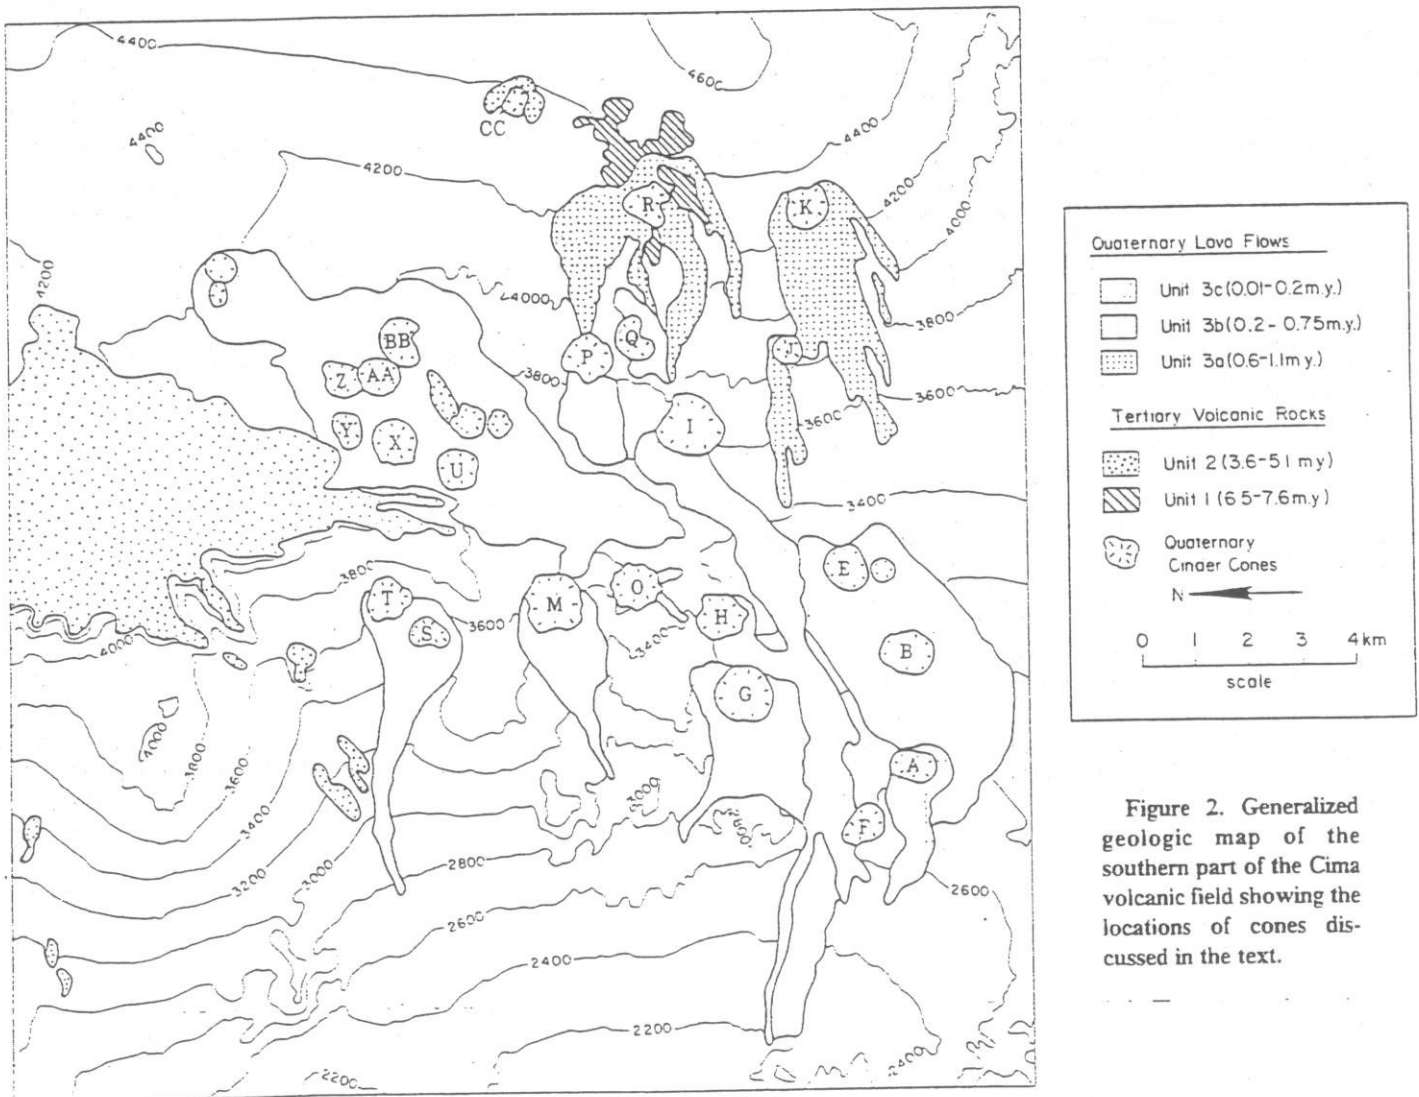 4400
4600
4400
CC
4400
4200
4200
4000
R
K
4200
4000
3800
BB
P
Q
J
Z
AA
3800
3600
3600
Y
X
I
U
3400
3800
E
T
M
O
3600
H
S
3400
4000
B
L
G
4000
3800
3600
A
3400
3000
2800
F
3200
3000
2800
2600
2600
2400
2200
2400
2200
Quaternary Lava Flows
Unit 3c (0.01-0.2m.y.)
Unit 3b (0.2 - 0.75m.y.)
Unit 3a (0.6-1.1m y.)
Tertiary Volcanic Rocks
Unit 2 (3.6-5 1 m y)
Unit 1 (6 5-7.6m.y)
Quaternary
Cinder Cones
N
0 1 2 3 4 km
scale
Figure 2. Generalized
geologic map of the
southern part of the Cima
volcanic field showing the
locations of cones dis-
cussed in the text.